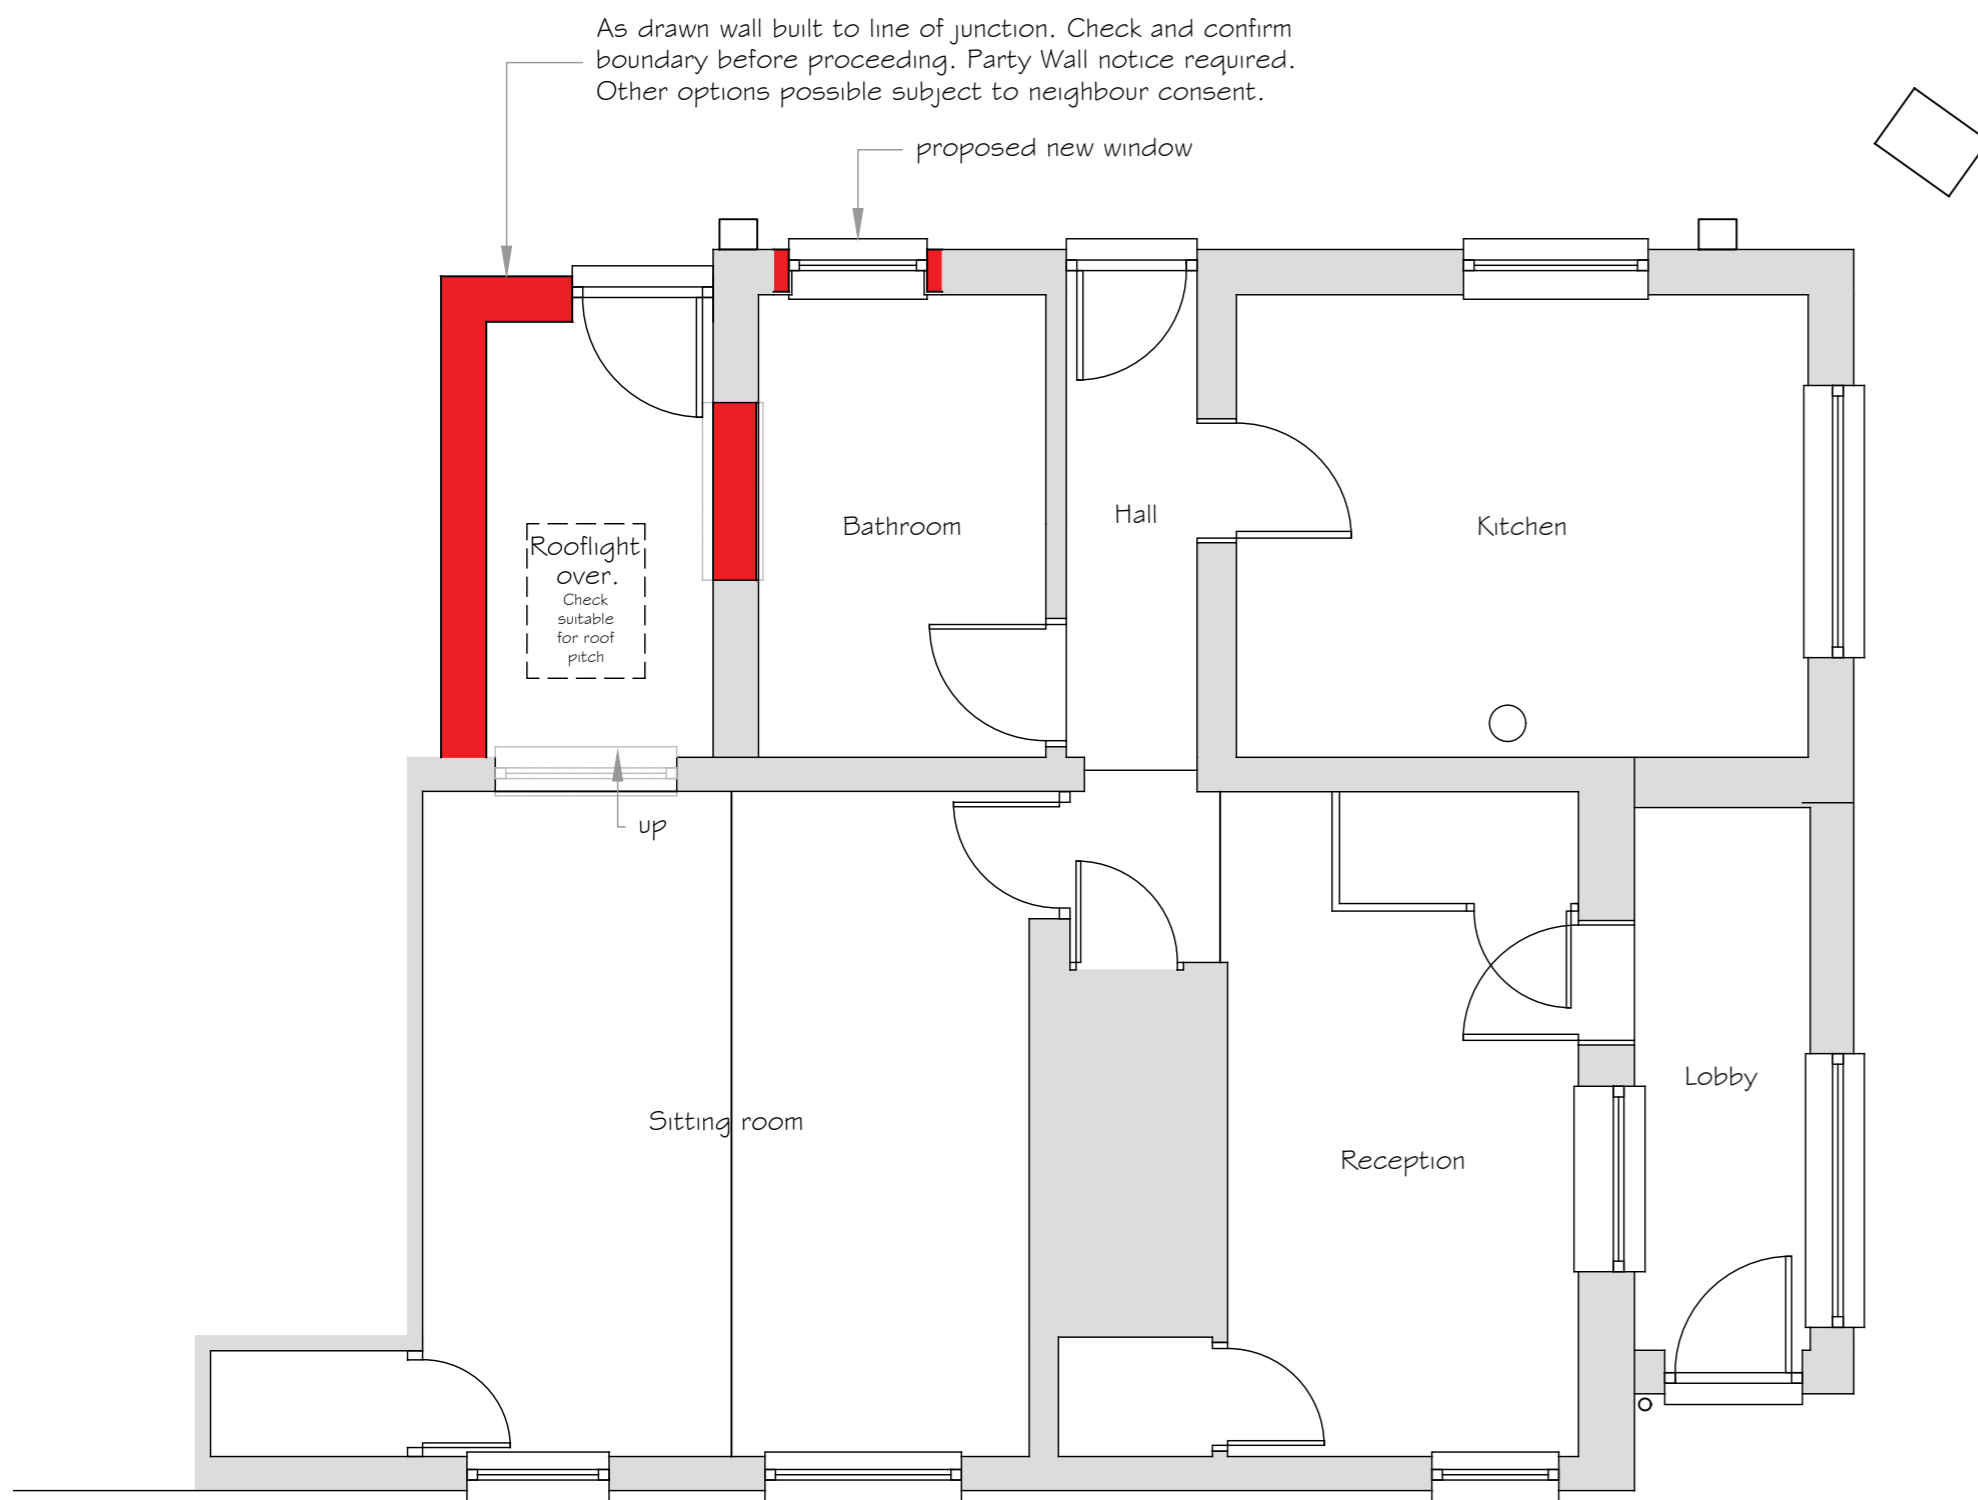 As drawn wall built to line of junction. Check and confirm
boundary before proceeding. Party Wall notice required.
Other options possible subject to neighbour consent.
proposed new window
Hall
Bathroom
Kitchen
Rooflight
over.
Check
suitable
for roof
pitch
up
Lobby
Sitting room
Reception